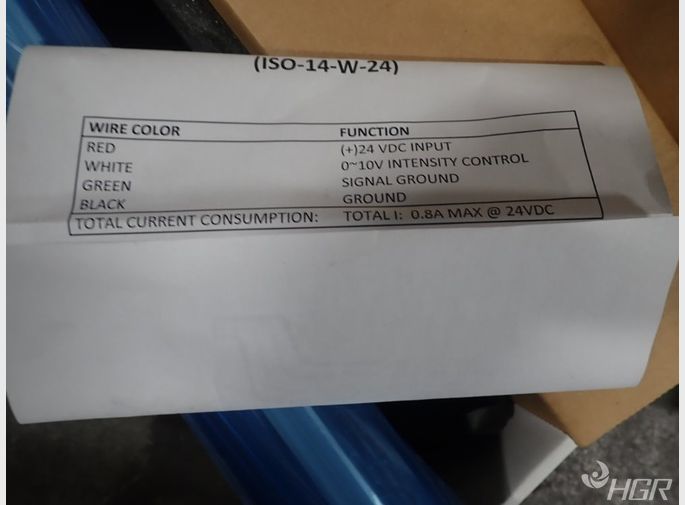 (ISO-14-W-24)
WIRE COLOR FUNCTION
RED (+)24 VDC INPUT
WHITE 0~10V INTENSITY CONTROL
GREEN SIGNAL GROUND
BLACK GROUND
TOTAL CURRENT CONSUMPTION: TOTAL I: 0.8A MAX @ 24VDC
HGR